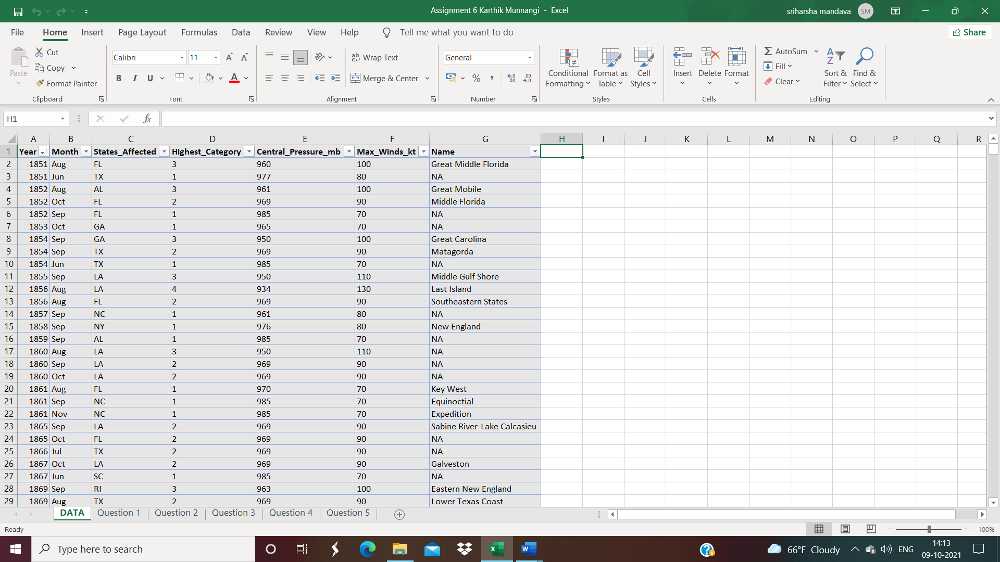 Assignment 6 Karthik Munnangi - Excel
sriharsha mandava SM
File Home Insert Page Layout Formulas Data Review View Help Tell me what you want to do Share
Paste
Cut
Copy
Format Painter
Clipboard
Calibri 11
B I U
Font
Wrap Text
Merge & Center
Alignment
General
Number
Conditional Formatting
Format as Table
Cell Styles
Styles
Insert Delete Format
Cells
AutoSum
Fill
Clear
Sort & Filter
Find & Select
Editing
H1 fx
A B C D E F G H I J K L M N O P Q R
1 Year Month States_Affected Highest_Category Central_Pressure_mb Max_Winds_kt Name
2 1851 Aug FL 3 960 100 Great Middle Florida
3 1851 Jun TX 1 977 80 NA
4 1852 Aug AL 3 961 100 Great Mobile
5 1852 Oct FL 2 969 90 Middle Florida
6 1852 Sep FL 1 985 70 NA
7 1853 Oct GA 1 965 70 NA
8 1854 Sep GA 3 950 100 Great Carolina
9 1854 Sep TX 2 969 90 Matagorda
10 1854 Jun TX 1 985 70 NA
11 1855 Sep LA 3 950 110 Middle Gulf Shore
12 1856 Aug LA 4 934 130 Last Island
13 1856 Aug FL 2 969 90 Southeastern States
14 1857 Sep NC 1 961 80 NA
15 1858 Sep NY 1 976 80 New England
16 1859 Sep AL 1 985 70 NA
17 1860 Aug LA 3 950 110 NA
18 1860 Sep LA 2 969 90 NA
19 1860 Oct LA 2 969 90 NA
20 1861 Aug FL 1 970 70 Key West
21 1861 Sep NC 1 985 70 Equinoctial
22 1861 Nov NC 1 985 70 Expedition
23 1865 Sep LA 2 969 90 Sabine River-Lake Calcasieu
24 1865 Oct FL 2 969 90 NA
25 1866 Jul TX 2 969 90 NA
26 1867 Oct LA 2 969 90 Galveston
27 1867 Jun SC 1 985 70 NA
28 1869 Sep RI 3 963 100 Eastern New England
29 1869 Aug TX 2 969 90 Lower Texas Coast
DATA Question 1 Question 2 Question 3 Question 4 Question 5
Ready 100%
Type here to search 66°F Cloudy ENG 14:13
09-10-2021